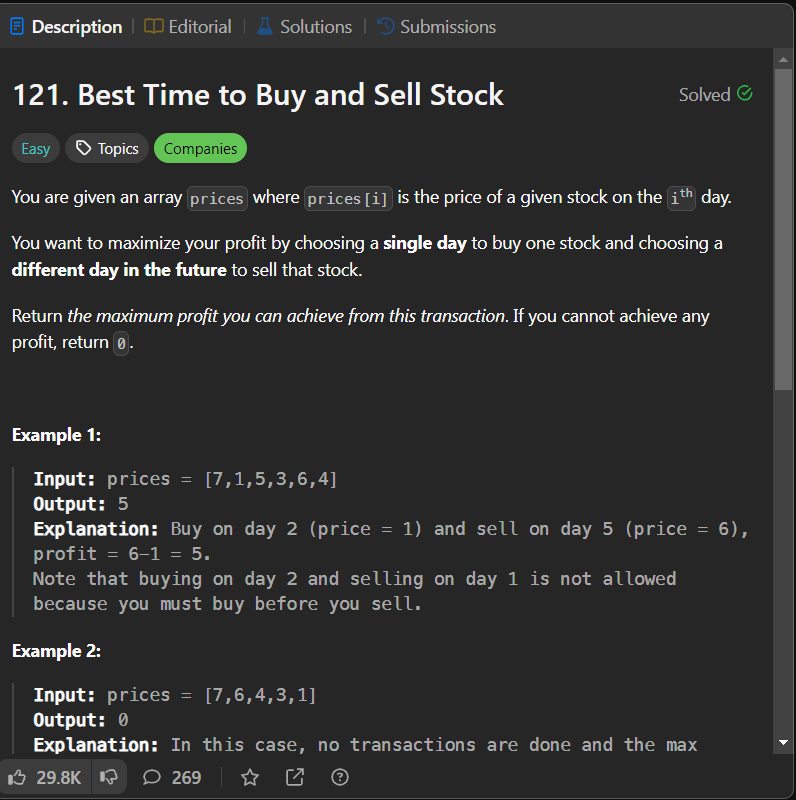 Description | Editorial | Solutions | Submissions
121. Best Time to Buy and Sell Stock
Solved
Easy Topics Companies
You are given an array prices where prices[i] is the price of a given stock on the ith day.
You want to maximize your profit by choosing a single day to buy one stock and choosing a
different day in the future to sell that stock.
Return the maximum profit you can achieve from this transaction. If you cannot achieve any
profit, return 0.
Example 1:
Input: prices = [7,1,5,3,6,4]
Output: 5
Explanation: Buy on day 2 (price = 1) and sell on day 5 (price = 6),
profit = 6-1 = 5.
Note that buying on day 2 and selling on day 1 is not allowed
because you must buy before you sell.
Example 2:
Input: prices = [7,6,4,3,1]
Output: 0
Explanation: In this case, no transactions are done and the max
29.8K 269